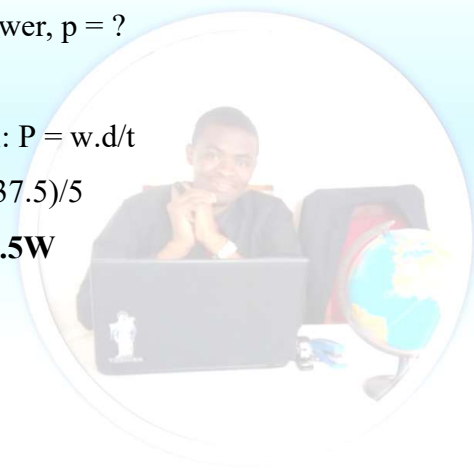 wer, p = ?
: P = w.d/t
37.5)/5
.5W